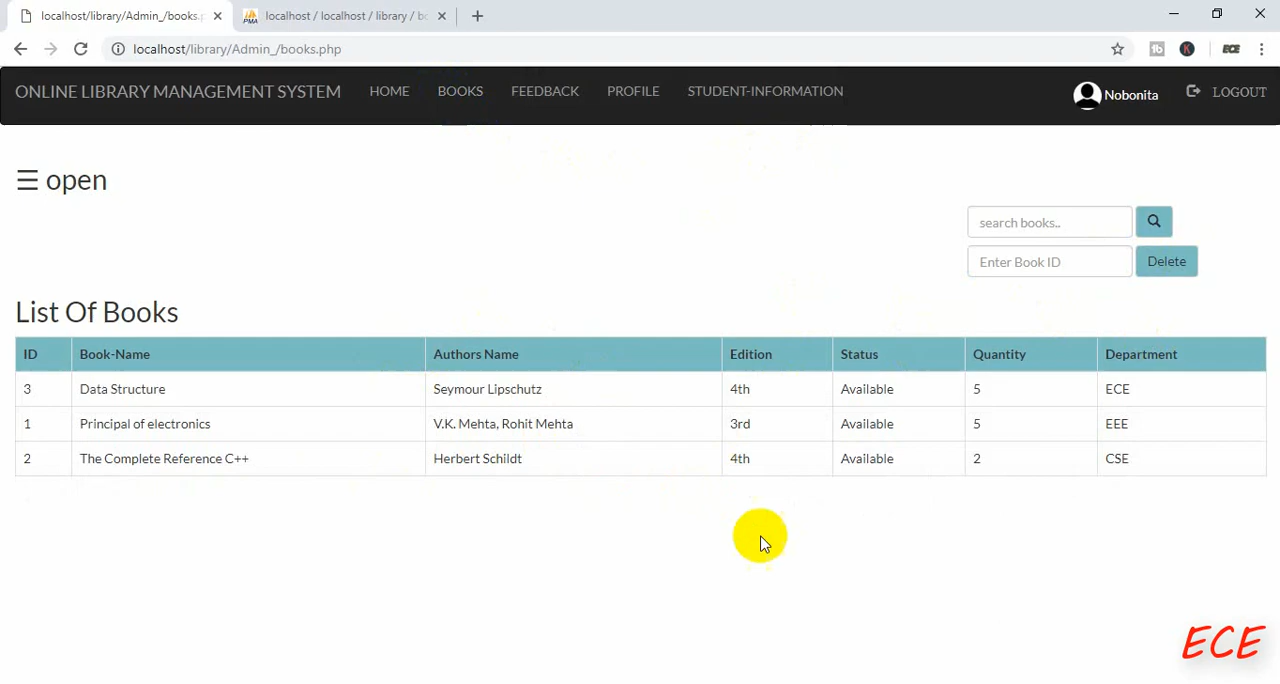 localhost/library/Admin_/books.p
localhost / localhost / library / bo
localhost/library/Admin_/books.php
ECE
ONLINE LIBRARY MANAGEMENT SYSTEM HOME BOOKS FEEDBACK PROFILE STUDENT-INFORMATION Nobonita LOGOUT
☰ open
search books..
Enter Book ID Delete
List Of Books
ID Book-Name Authors Name Edition Status Quantity Department
3 Data Structure Seymour Lipschutz 4th Available 5 ECE
1 Principal of electronics V.K. Mehta, Rohit Mehta 3rd Available 5 EEE
2 The Complete Reference C++ Herbert Schildt 4th Available 2 CSE
ECE